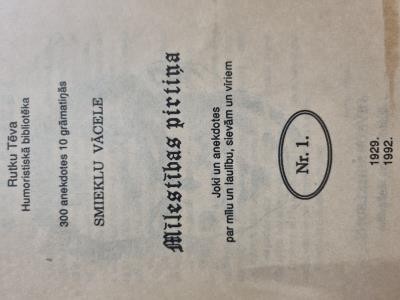 Rutku Tēva
Humoristiskā bibliotēka
300 anekdotes 10 grāmatiņās
SMIEKLU VĀCELE
Mīlestības pirtiņa
Joki un anekdotes
par mīlu un laulību, sievām un vīriem
Nr. 1.
1929.
1992.